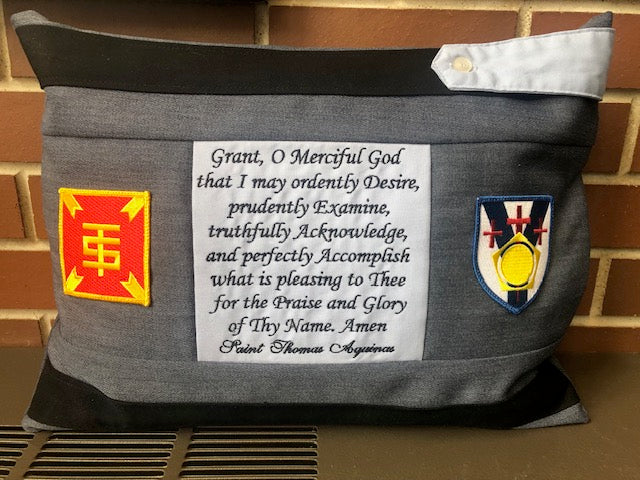 Grant, O Merciful God
that I may ordently Desire,
prudently Examine,
truthfully Acknowledge,
and perfectly Accomplish
what is pleasing to Thee
for the Praise and Glory
of Thy Name. Amen
Saint Thomas Aquinas